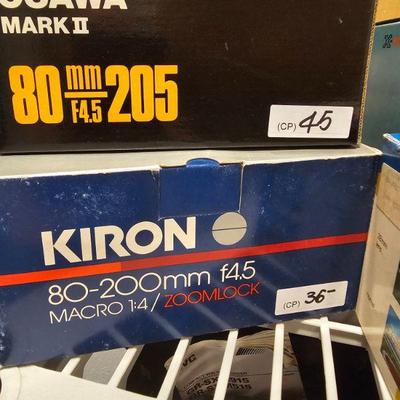 MARK II
80 mm F4.5 205
(CP) 45
KIRON
80-200mm f4.5
MACRO 1:4/ZOOMLOCK
(CP) 36-